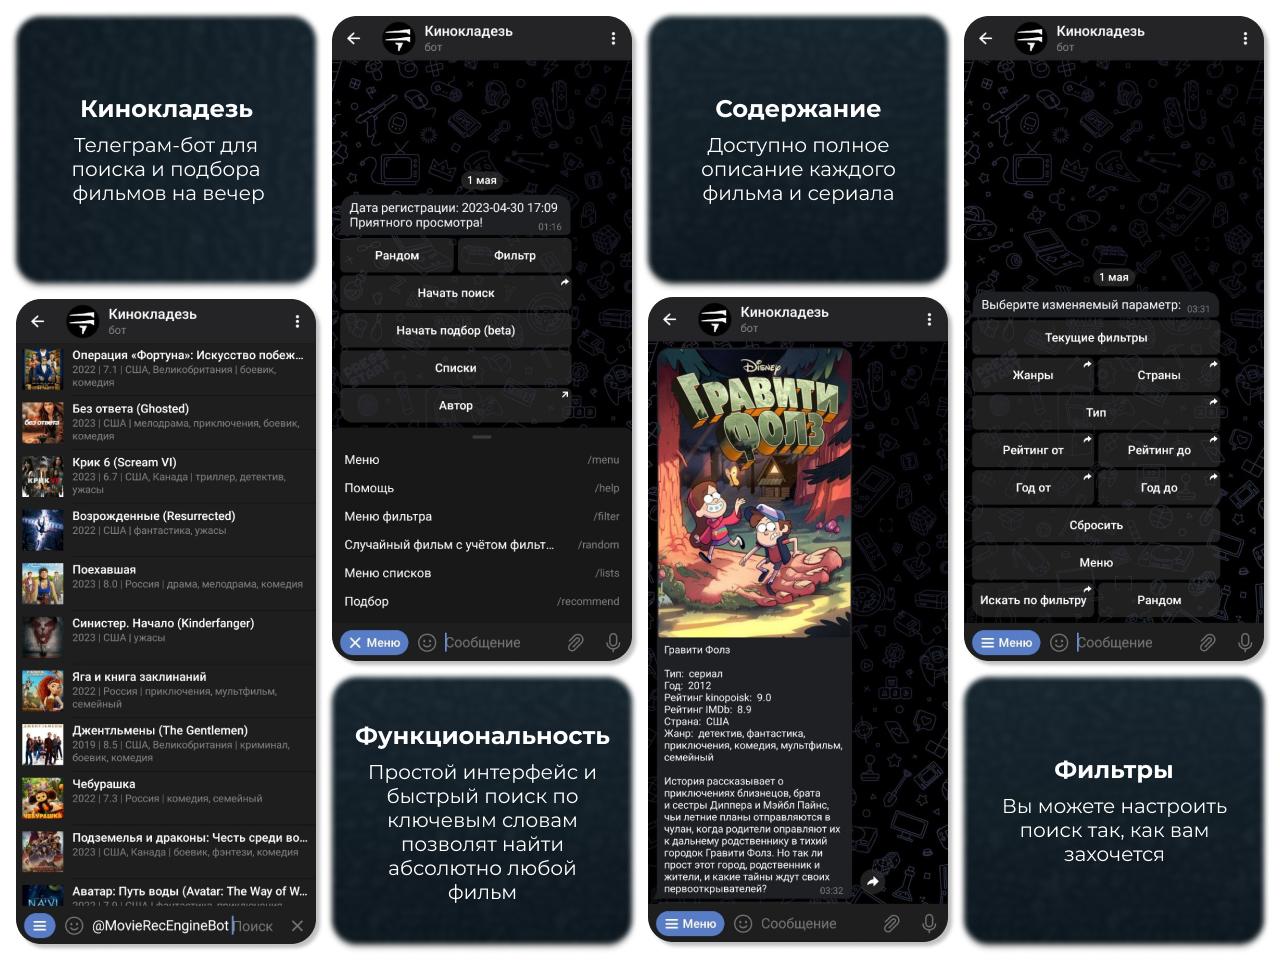 Кинокладезь
Телеграм-бот для
поиска и подбора
фильмов на вечер
Кинокладезь
бот
Операция «Фортуна»: Искусство побеж...
2022 | 7.1 | США, Великобритания | боевик,
комедия
Без ответа (Ghosted)
2023 | США | мелодрама, приключения, боевик,
комедия
Крик 6 (Scream VI)
2023 | 6.7 | США, Канада | триллер, детектив,
ужасы
Возрожденные (Resurrected)
2022 | США | фантастика, ужасы
Поехавшая
2023 | 8.0 | Россия | драма, мелодрама, комедия
Синистер. Начало (Kinderfanger)
2023 | США | ужасы
Яга и книга заклинаний
2022 | Россия | приключения, мультфильм,
семейный
Джентльмены (The Gentlemen)
2019 | 8.5 | США, Великобритания | криминал,
боевик, комедия
Чебурашка
2022 | 7.3 | Россия | комедия, семейный
Подземелья и драконы: Честь среди во...
2023 | США, Канада | боевик, фэнтези, комедия
Аватар: Путь воды (Avatar: The Way of W...
2022 | 7.9 | США | фантастика, приключения,
@MovieRecEngineBot Поиск
Кинокладезь
бот
1 мая
Дата регистрации: 2023-04-30 17:09
Приятного просмотра!
01:16
Рандом Фильтр
Начать поиск
Начать подбор (beta)
Списки
Автор
Меню /menu
Помощь /help
Меню фильтра /filter
Случайный фильм с учётом фильт... /random
Меню списков /lists
Подбор /recommend
Меню Сообщение
Функциональность
Простой интерфейс и
быстрый поиск по
ключевым словам
позволят найти
абсолютно любой
фильм
Содержание
Доступно полное
описание каждого
фильма и сериала
Кинокладезь
бот
Disney
Гравити
Фолз
Гравити Фолз
Тип: сериал
Год: 2012
Рейтинг kinopoisk: 9.0
Рейтинг IMDb: 8.9
Страна: США
Жанр: детектив, фантастика,
приключения, комедия, мультфильм,
семейный
История рассказывает о
приключениях близнецов, брата
и сестры Диппера и Мэйбл Пайнс,
чьи летние планы отправляются в
чулан, когда родители оправляют их
к дальнему родственнику в тихий
городок Гравити Фолз. Но так ли
прост этот город, родственник и
жители, и какие тайны ждут своих
первооткрывателей?
03:32
Меню Сообщение
Кинокладезь
бот
1 мая
Выберите изменяемый параметр: 03:31
Текущие фильтры
Жанры Страны
Тип
Рейтинг от Рейтинг до
Год от Год до
Сбросить
Меню
Искать по фильтру Рандом
Меню Сообщение
Фильтры
Вы можете настроить
поиск так, как вам
захочется